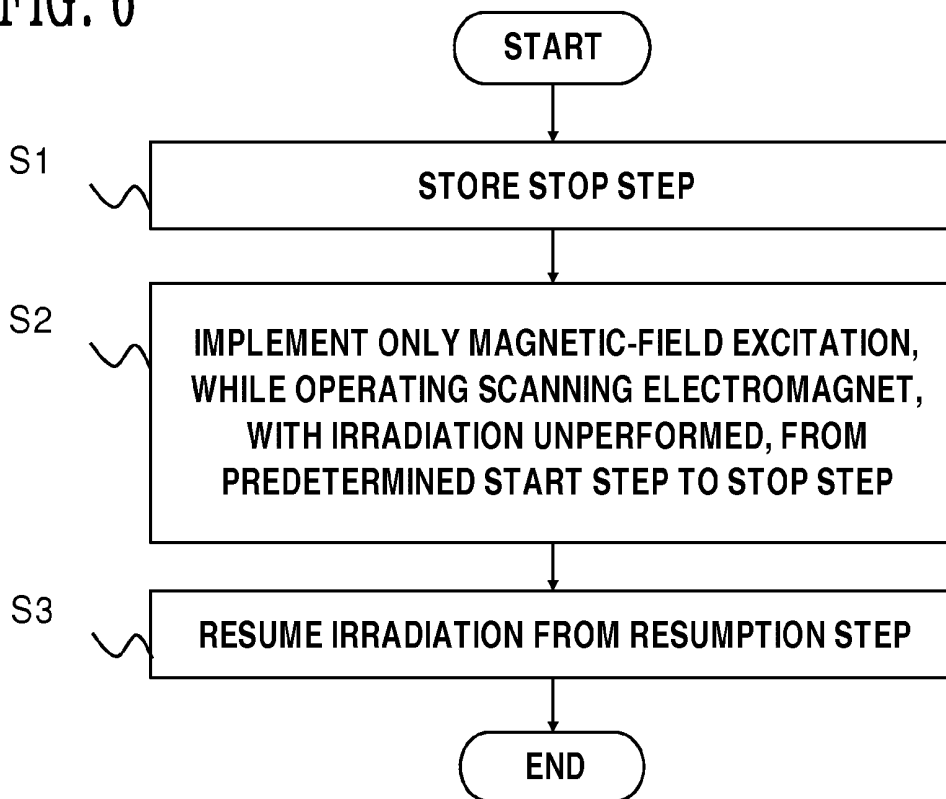 FIG. 6
START
S1
STORE STOP STEP
S2
IMPLEMENT ONLY MAGNETIC-FIELD EXCITATION,
WHILE OPERATING SCANNING ELECTROMAGNET,
WITH IRRADIATION UNPERFORMED, FROM
PREDETERMINED START STEP TO STOP STEP
S3
RESUME IRRADIATION FROM RESUMPTION STEP
END